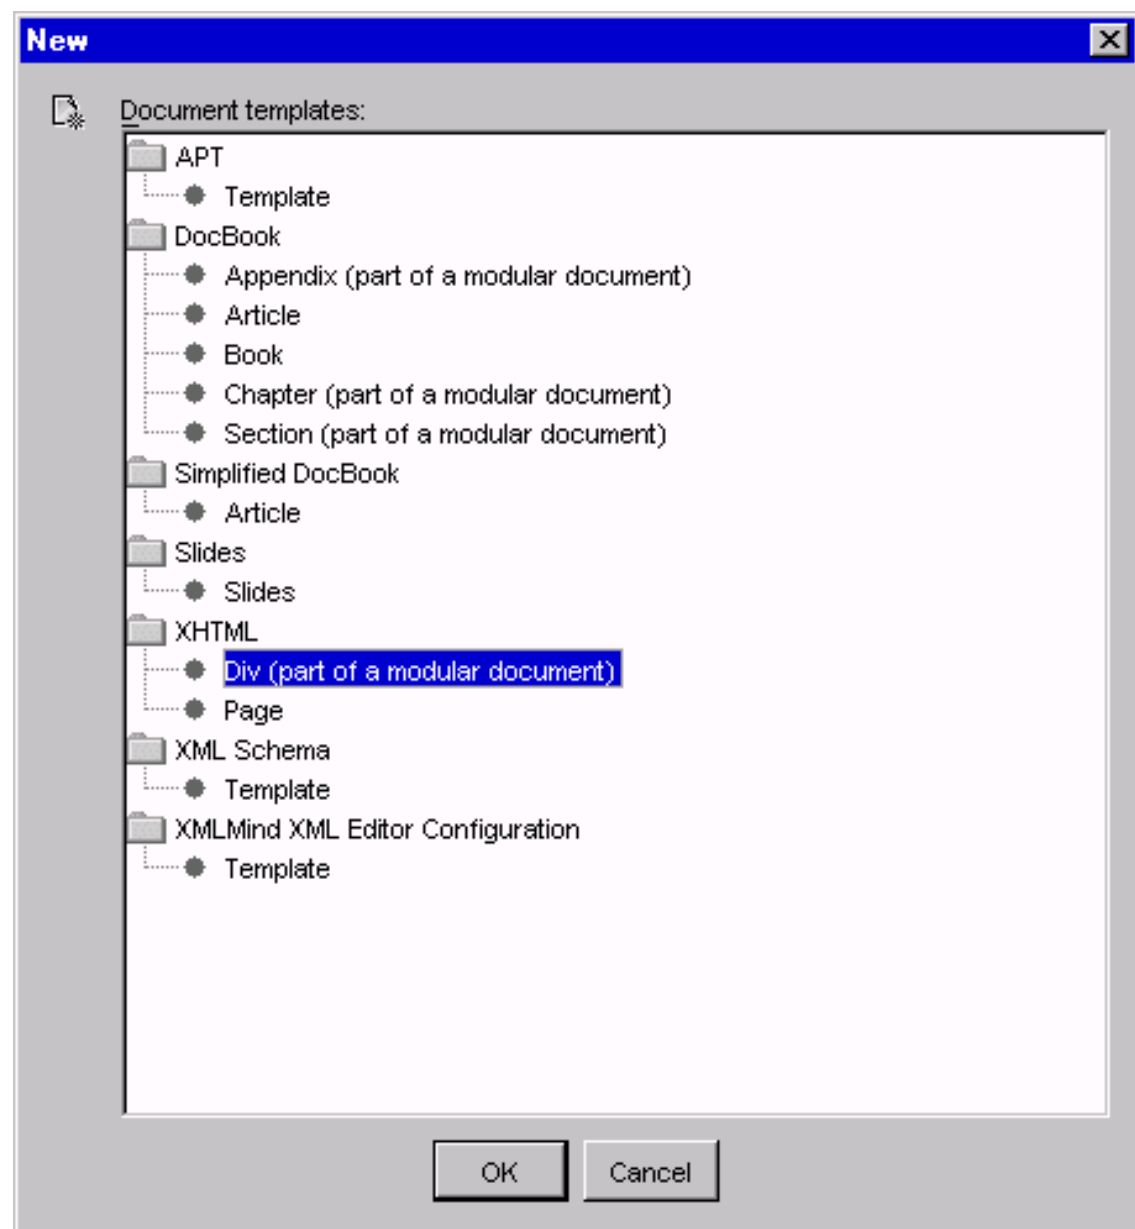 New
Document templates:
APT
Template
DocBook
Appendix (part of a modular document)
Article
Book
Chapter (part of a modular document)
Section (part of a modular document)
Simplified DocBook
Article
Slides
Slides
XHTML
Div (part of a modular document)
Page
XML Schema
Template
XMLMind XML Editor Configuration
Template
OK Cancel